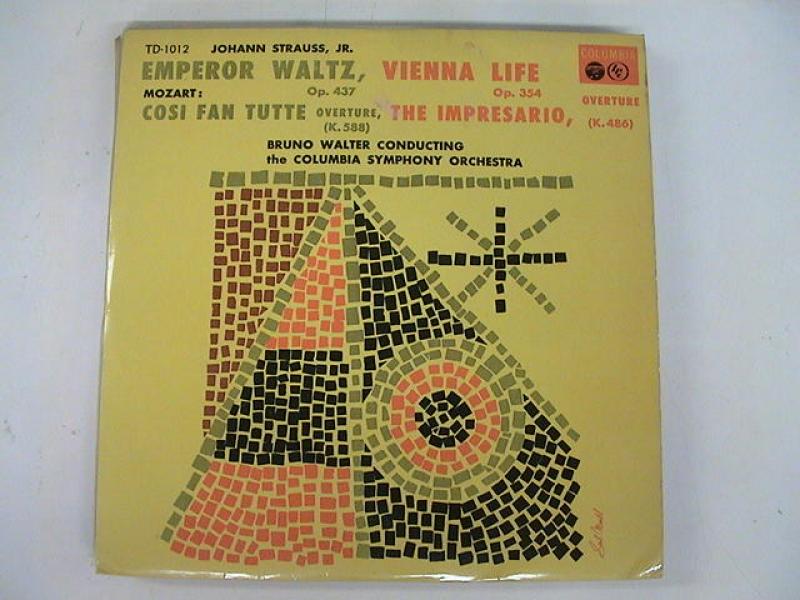 TD-1012 JOHANN STRAUSS, JR.
COLUMBIA
EMPEROR WALTZ, VIENNA LIFE
Op. 437 Op. 354
MOZART:
COSI FAN TUTTE OVERTURE, THE IMPRESARIO, OVERTURE
(K.588) (K.486)
BRUNO WALTER CONDUCTING
the COLUMBIA SYMPHONY ORCHESTRA